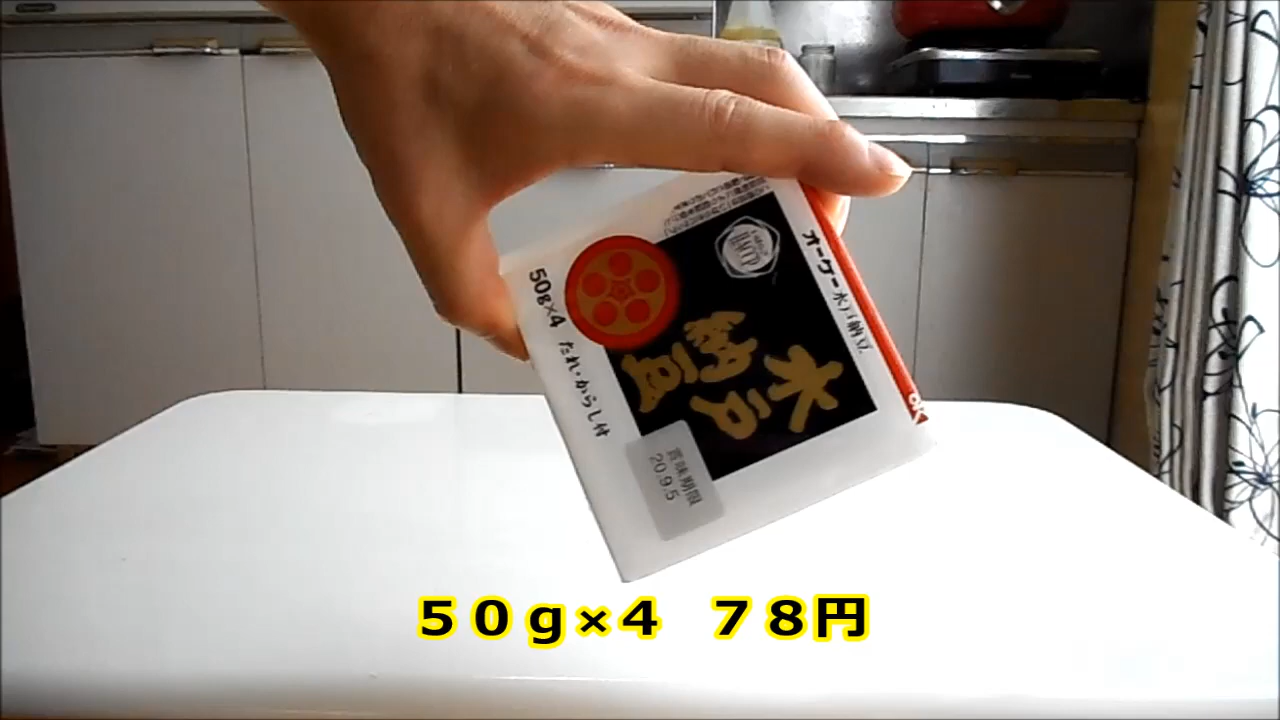 オーケー水戸納豆
水戸
納豆
50g×4 たれ・からし付
賞味期限
20.9.5
OK
５０ｇ×４ ７８円